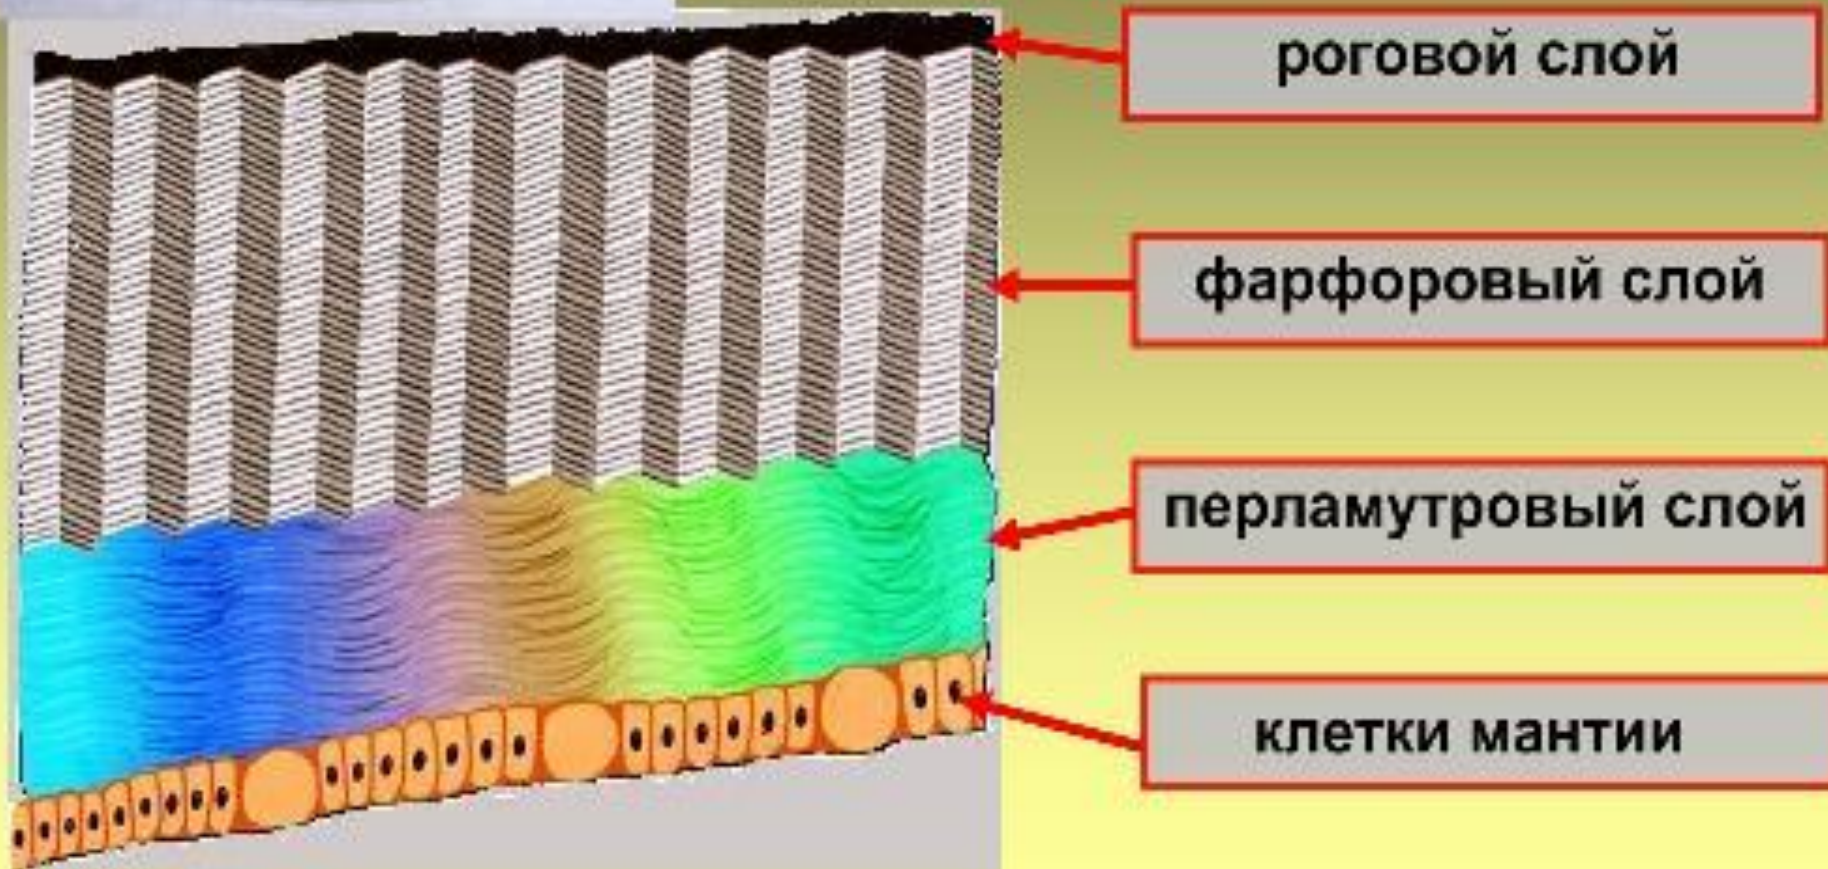 роговой слой
фарфоровый слой
перламутровый слой
клетки мантии